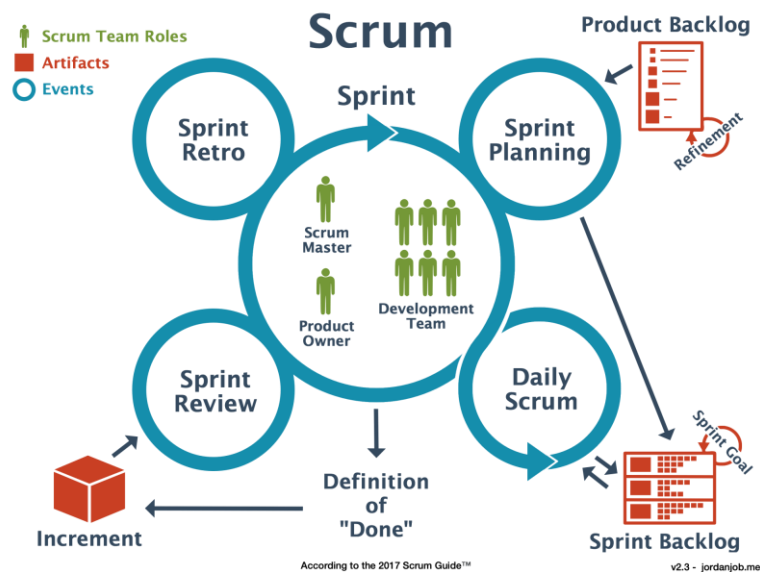 Scrum
Scrum Team Roles
Artifacts
Events
Product Backlog
Refinement
Sprint
Sprint
Retro
Sprint
Planning
Scrum
Master
Product
Owner
Development
Team
Sprint
Review
Daily
Scrum
Sprint Goal
Sprint Backlog
Definition
of
"Done"
Increment
According to the 2017 Scrum Guide™
v2.3 - jordanjob.me